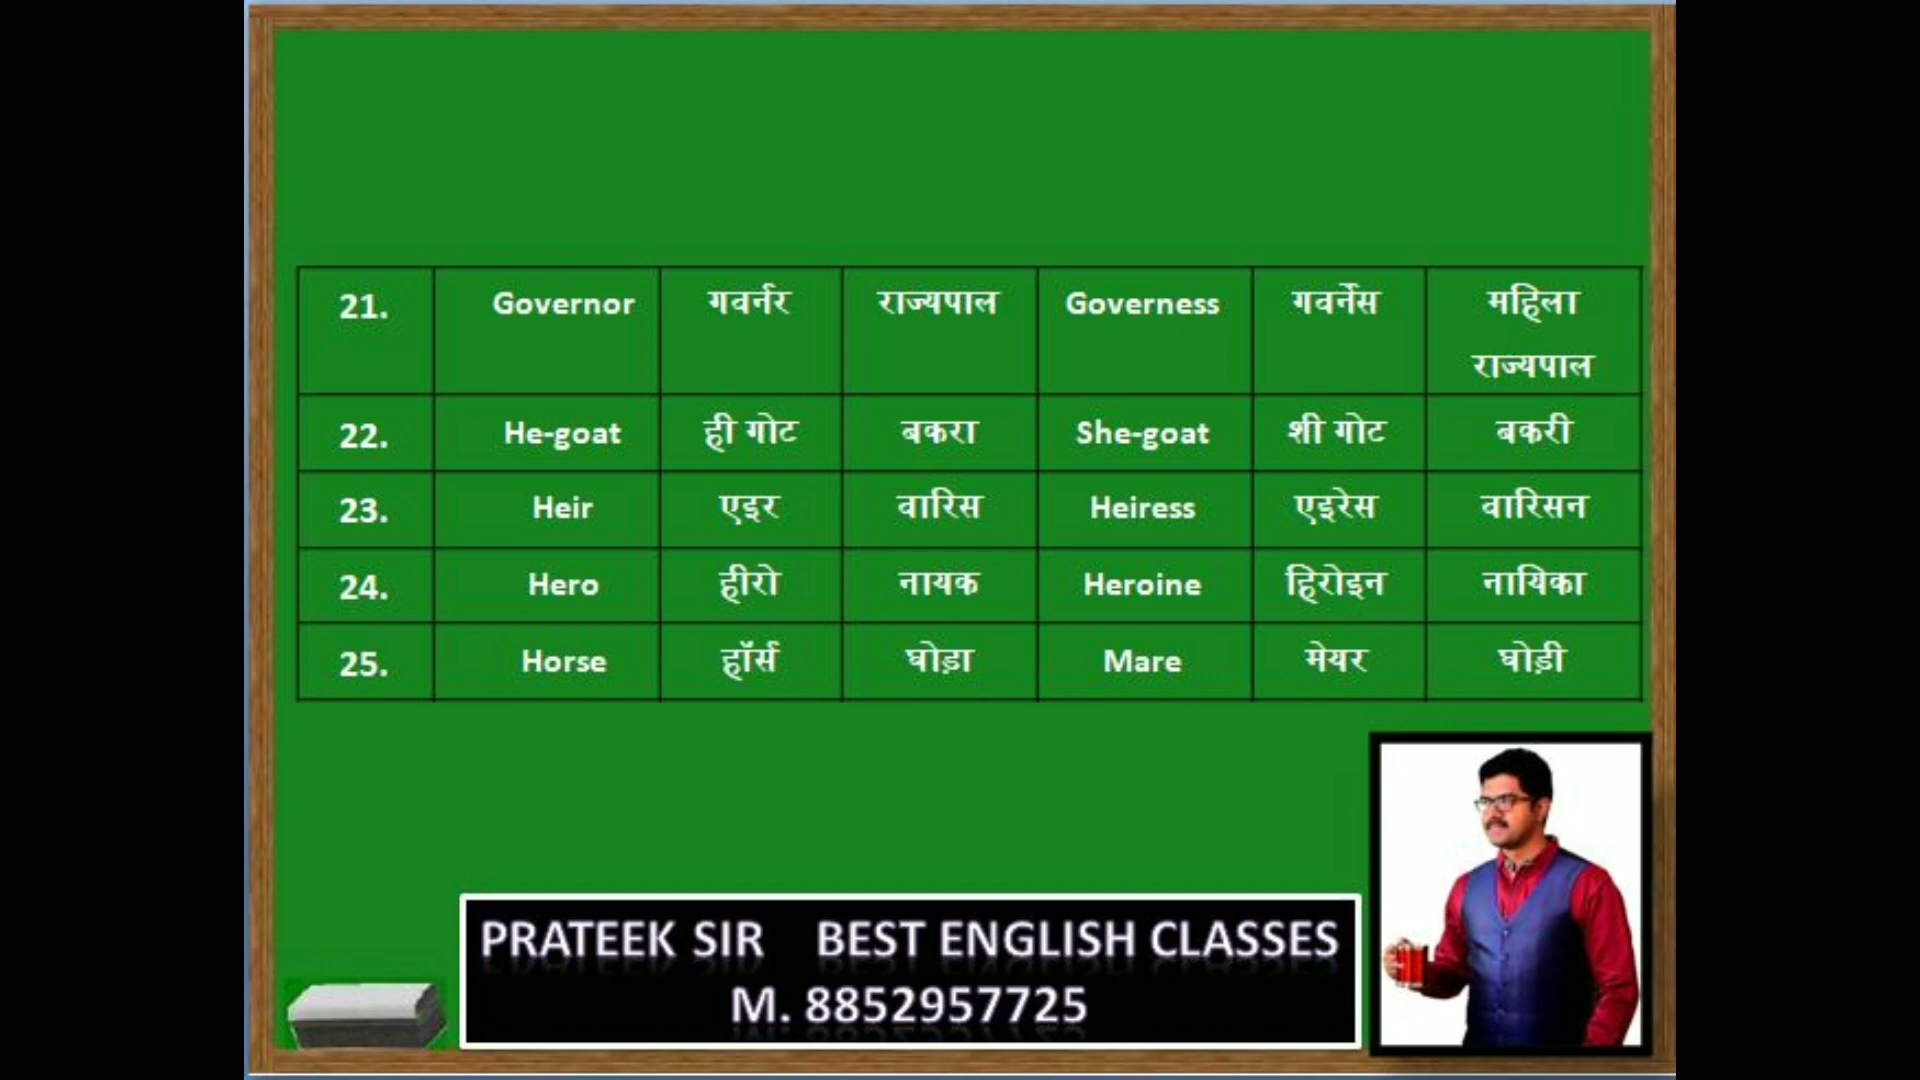 21. Governor गवर्नर राज्यपाल Governess गवर्नेस महिला
राज्यपाल
22. He-goat ही गोट बकरा She-goat शी गोट बकरी
23. Heir एइर वारिस Heiress एइरेस वारिसन
24. Hero हीरो नायक Heroine हिरोइन नायिका
25. Horse हॉर्स घोड़ा Mare मेयर घोड़ी
PRATEEK SIR BEST ENGLISH CLASSES
M. 8852957725